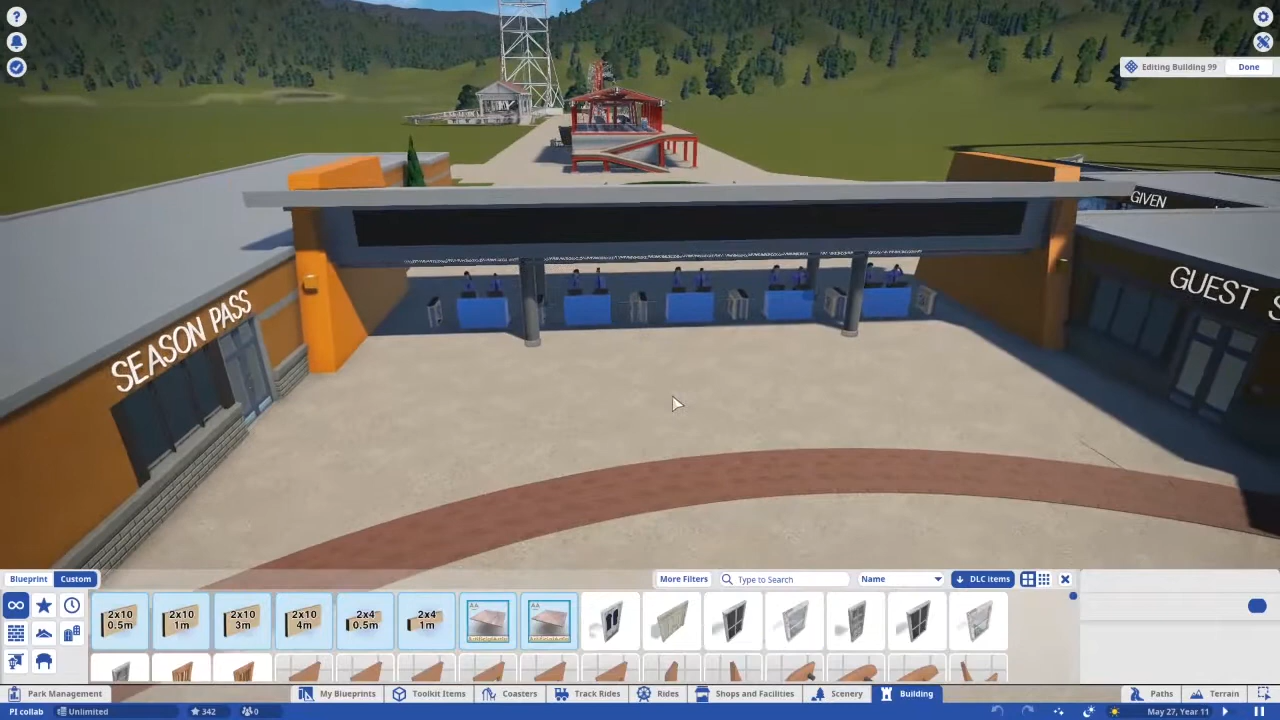 ?
Editing Building 99 Done
GIVEN
SEASON PASS
GUEST S
Blueprint Custom More Filters Type to Search Name DLC items
2x10 0.5m 2x10 1m 2x10 3m 2x10 4m 2x4 0.5m 2x4 1m AA AA
Park Management My Blueprints Toolkit Items Coasters Track Rides Rides Shops and Facilities Scenery Building Paths Terrain
PI collab Unlimited 342 0 May 27, Year 11